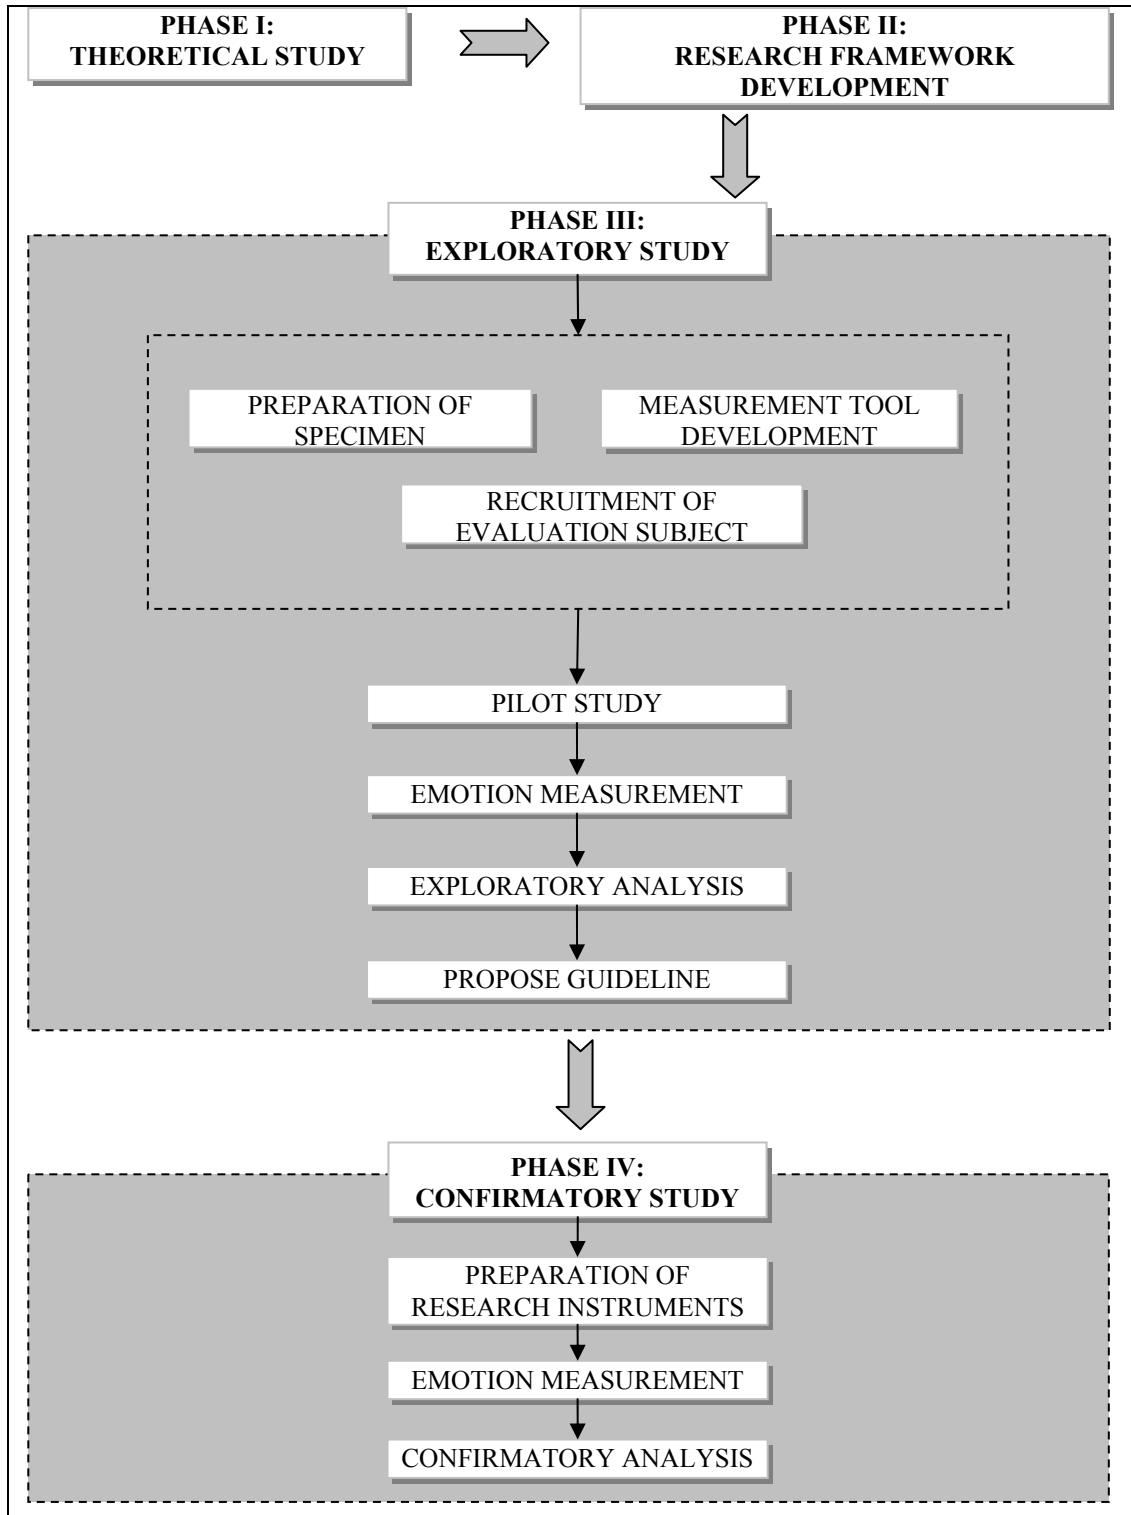 PHASE I:
THEORETICAL STUDY
PHASE II:
RESEARCH FRAMEWORK
DEVELOPMENT
PHASE III:
EXPLORATORY STUDY
PREPARATION OF
SPECIMEN
MEASUREMENT TOOL
DEVELOPMENT
RECRUITMENT OF
EVALUATION SUBJECT
PILOT STUDY
EMOTION MEASUREMENT
EXPLORATORY ANALYSIS
PROPOSE GUIDELINE
PHASE IV:
CONFIRMATORY STUDY
PREPARATION OF
RESEARCH INSTRUMENTS
EMOTION MEASUREMENT
CONFIRMATORY ANALYSIS